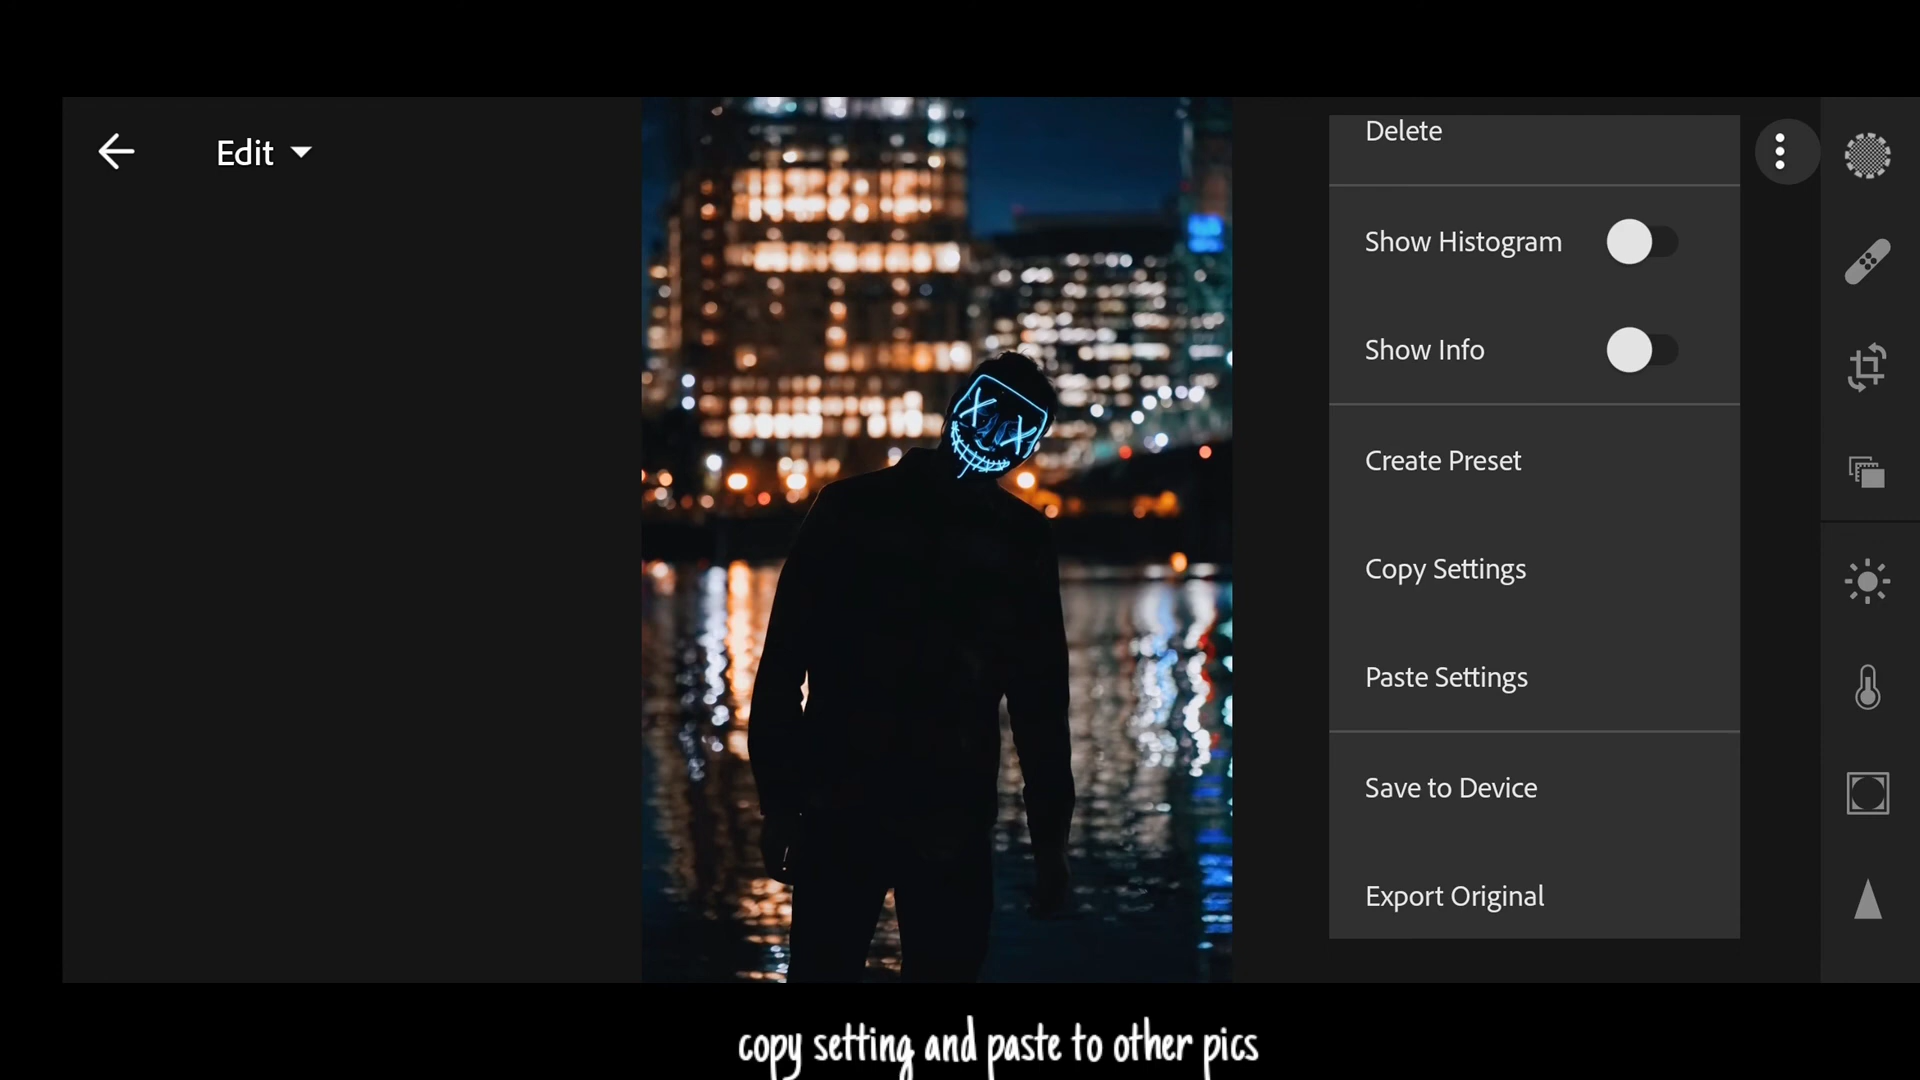 Edit
Delete
Show Histogram
Show Info
Create Preset
Copy Settings
Paste Settings
Save to Device
Export Original
copy setting and paste to other pics